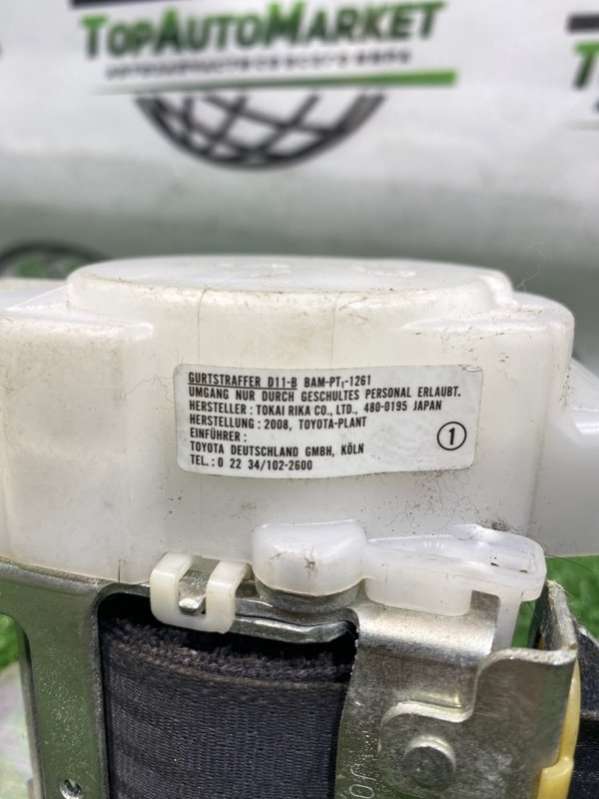 TOPAUTOMARKET
GURTSTRAFFER D11-B BAM-PTt-1261
UMGANG NUR DURCH GESCHULTES PERSONAL ERLAUBT.
HERSTELLER : TOKAI RIKA CO., LTD, 480-0195 JAPAN
HERSTELLUNG : 2008, TOYOTA-PLANT
EINFÜHRER :
TOYOTA DEUTSCHLAND GMBH, KÖLN
TEL.: 0 22 34/102-2600
1